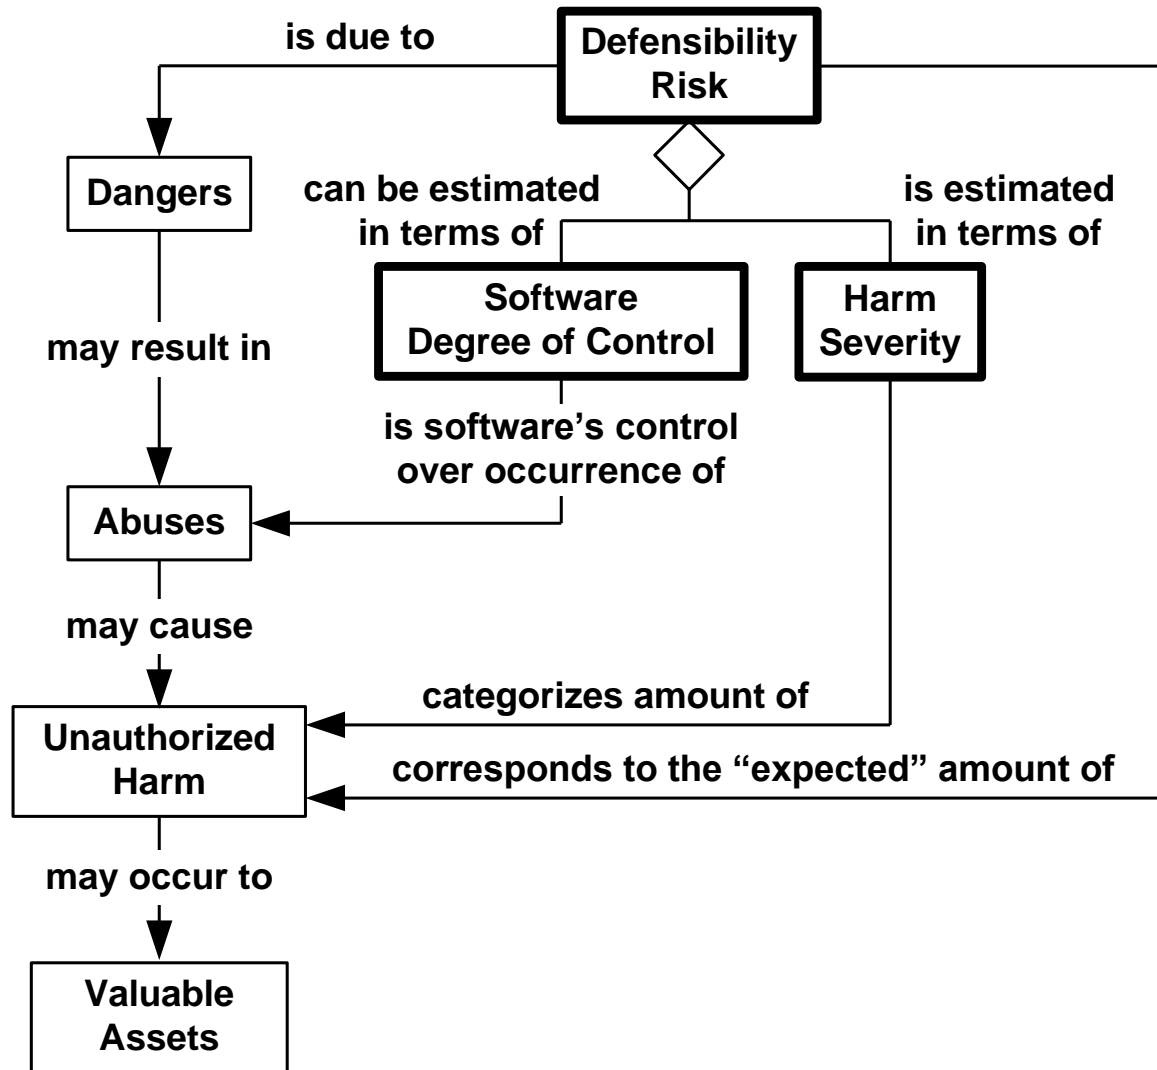 is due to
Defensibility
Risk
Dangers
can be estimated
in terms of
is estimated
in terms of
Software
Degree of Control
Harm
Severity
may result in
is software’s control
over occurrence of
Abuses
may cause
categorizes amount of
Unauthorized
Harm
corresponds to the “expected” amount of
may occur to
Valuable
Assets